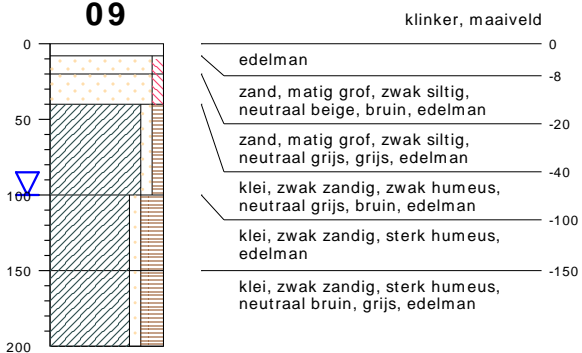 09
klinker, maaiveld
0
0
edelman
-8
zand, matig grof, zwak siltig,
neutraal beige, bruin, edelman
-20
50
zand, matig grof, zwak siltig,
neutraal grijs, grijs, edelman
-40
klei, zwak zandig, zwak humeus,
neutraal grijs, bruin, edelman
100
-100
klei, zwak zandig, sterk humeus,
edelman
150
-150
klei, zwak zandig, sterk humeus,
neutraal bruin, grijs, edelman
200